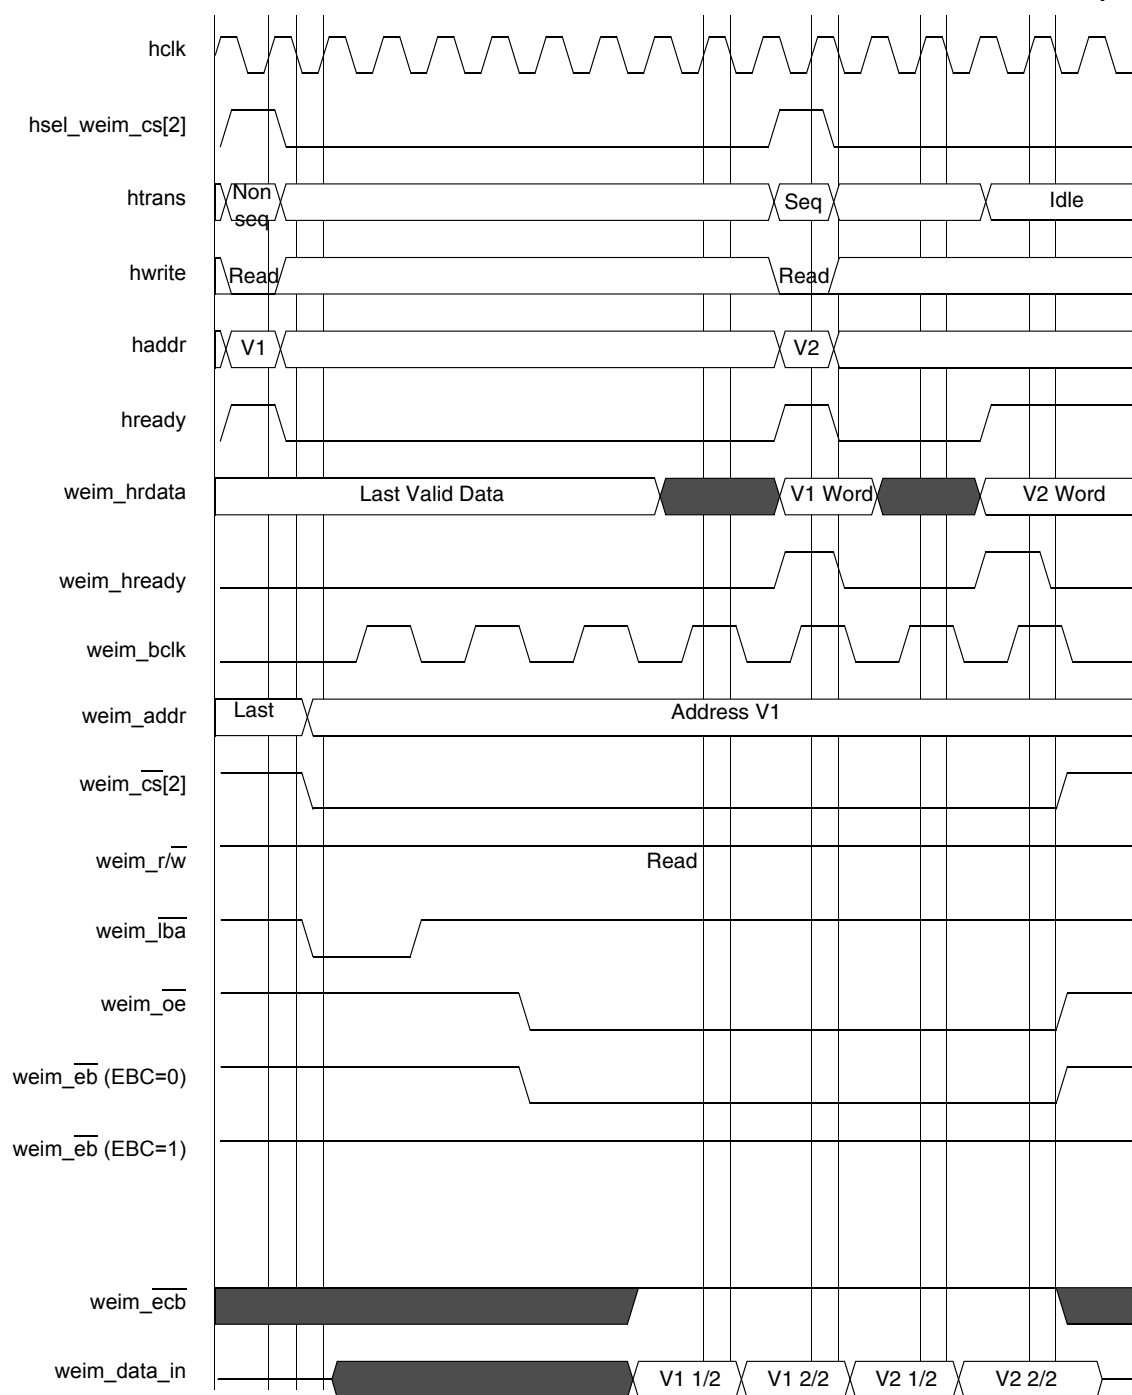 hclk
hsel_weim_cs[2]
htrans Non seq Seq Idle
hwrite Read Read
haddr V1 V2
hready
weim_hrdata Last Valid Data V1 Word V2 Word
weim_hready
weim_bclk
weim_addr Last Address V1
weim_cs[2]
weim_r/w Read
weim_lba
weim_oe
weim_eb (EBC=0)
weim_eb (EBC=1)
weim_ecb
weim_data_in V1 1/2 V1 2/2 V2 1/2 V2 2/2